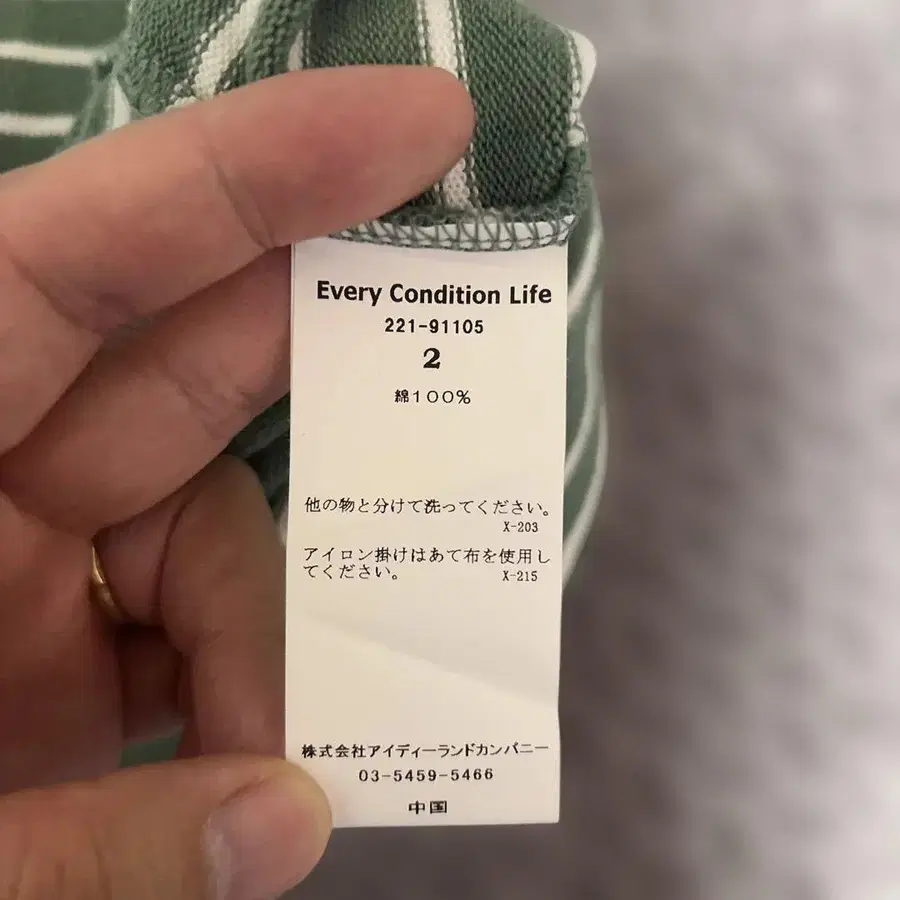 Every Condition Life
221-91105
2
綿100%
他の物と分けて洗ってください。
X-203
アイロン掛けはあて布を使用し
てください。 X-215
株式会社アイディーランドカンパニー
03-5459-5466
中国